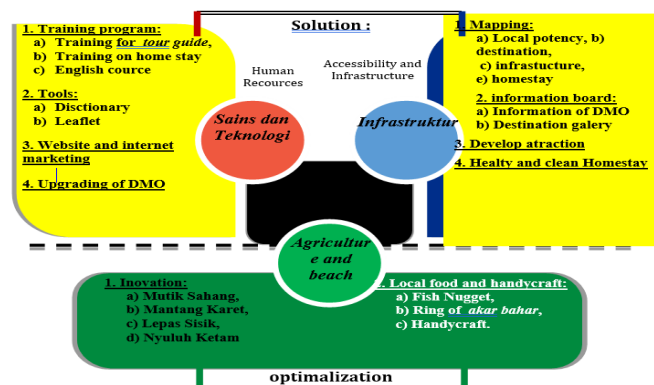 Solution :
1. Training program:
a) Training for tour guide,
b) Training on home stay
c) English cource
2. Tools:
a) Disctionary
b) Leaflet
3. Website and internet
marketing
4. Upgrading of DMO
Human
Recources
Accessibility and
Infrastructure
Sains dan
Teknologi
Infrastruktur
1. Mapping:
a) Local potency, b)
destination,
c) infrastucture,
e) homestay
2. information board:
a) Information of DMO
b) Destination galery
3. Develop atraction
4. Healty and clean Homestay
Agricultur
e and
beach
1. Inovation:
a) Mutik Sahang,
b) Mantang Karet,
c) Lepas Sisik,
d) Nyuluh Ketam
Local food and handycraft:
a) Fish Nugget,
b) Ring of akar bahar,
c) Handycraft.
optimalization